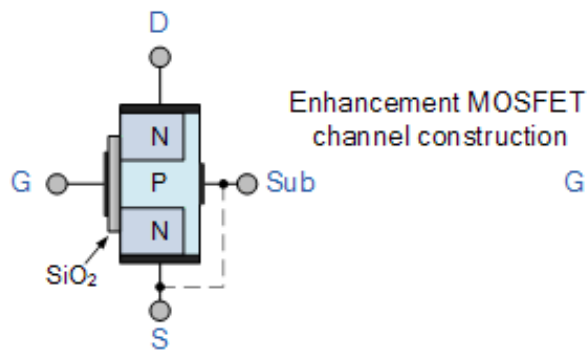 D
Enhancement MOSFET
channel construction
N
G
P
Sub
G
N
SiO₂
S